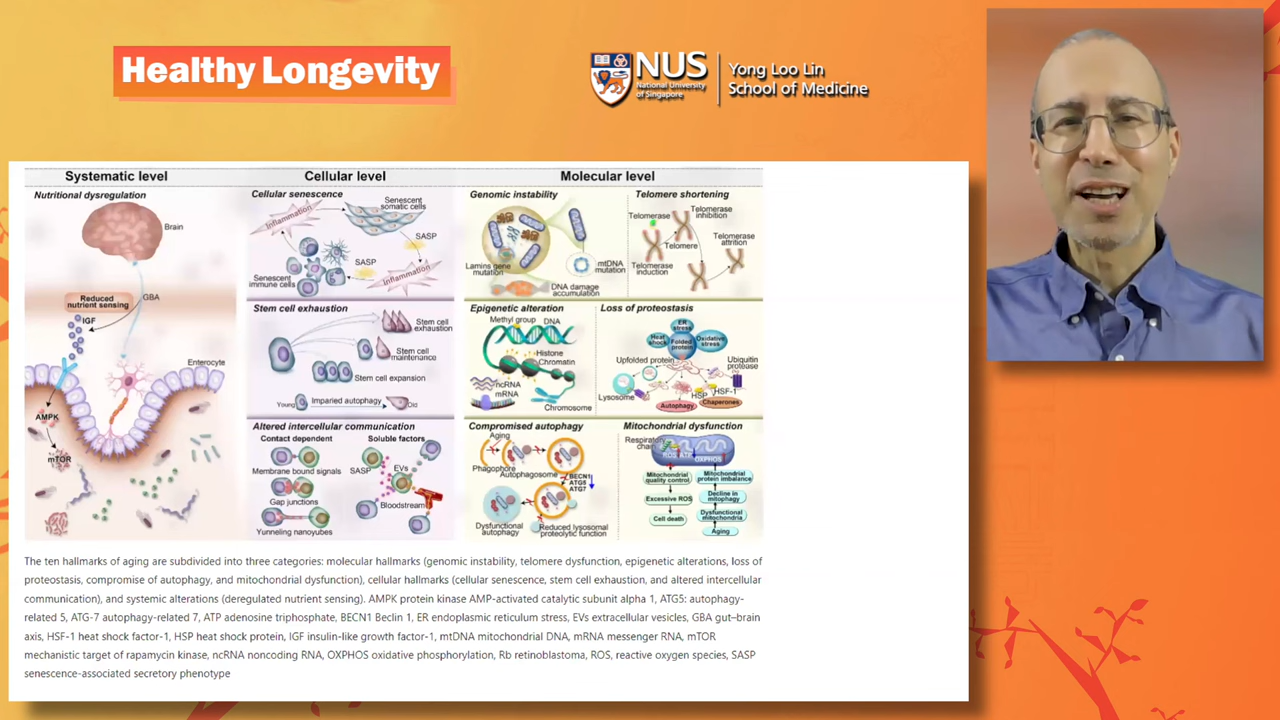 Healthy Longevity
NUS
National University
of Singapore
Yong Loo Lin
School of Medicine
Systematic level
Cellular level
Molecular level
Nutritional dysregulation
Brain
GBA
Reduced
nutrient sensing
IGF
Enterocyte
AMPK
mTOR
Cellular senescence
Inflammation
Senescent
somatic cells
SASP
SASP
Senescent
immune cells
Inflammation
Stem cell exhaustion
Stem cell
exhaustion
Stem cell
maintenance
Stem cell expansion
Young
Imparied autophagy
Old
Altered intercellular communication
Contact dependent
Soluble factors
Membrane bound signals
SASP
EVs
Gap junctions
Bloodstream
Yunneling nanoyubes
Genomic instability
Lamins gene
mutation
mtDNA
mutation
DNA damage
accumulation
Telomere shortening
Telomerase
Telomerase
inhibition
Telomere
Telomere
attrition
Telomerase
induction
Epigenetic alteration
Methyl group
DNA
Histone
Chromatin
ncRNA
mRNA
Chromosome
Loss of proteostasis
ER
stress
Heat
shock
Folded
protein
Oxidative
stress
Upfolded protein
Ubiquitin
protease
Lysosome
HSP
HSF-1
Autophagy
Chaperones
Compromised autophagy
Aging
Phagophore
Autophagosome
BECN1
ATG5
ATG7
Dysfunctional
autophagy
Reduced lysosomal
proteolytic function
Mitochondrial dysfunction
Respiratory
chain
ROS
ATP
OXPHOS
Mitochondrial
quality control
Mitochondrial
protein imbalance
Excessive ROS
Decline in
mitophagy
Cell death
Dysfunctional
mitochondria
Aging
The ten hallmarks of aging are subdivided into three categories: molecular hallmarks (genomic instability, telomere dysfunction, epigenetic alterations, loss of
proteostasis, compromise of autophagy, and mitochondrial dysfunction), cellular hallmarks (cellular senescence, stem cell exhaustion, and altered intercellular
communication), and systemic alterations (deregulated nutrient sensing). AMPK protein kinase AMP-activated catalytic subunit alpha 1, ATG5: autophagy-
related 5, ATG-7 autophagy-related 7, ATP adenosine triphosphate, BECN1 Beclin 1, ER endoplasmic reticulum stress, EVs extracellular vesicles, GBA gut–brain
axis, HSF-1 heat shock factor-1, HSP heat shock protein, IGF insulin-like growth factor-1, mtDNA mitochondrial DNA, mRNA messenger RNA, mTOR
mechanistic target of rapamycin kinase, ncRNA noncoding RNA, OXPHOS oxidative phosphorylation, Rb retinoblastoma, ROS, reactive oxygen species, SASP
senescence-associated secretory phenotype